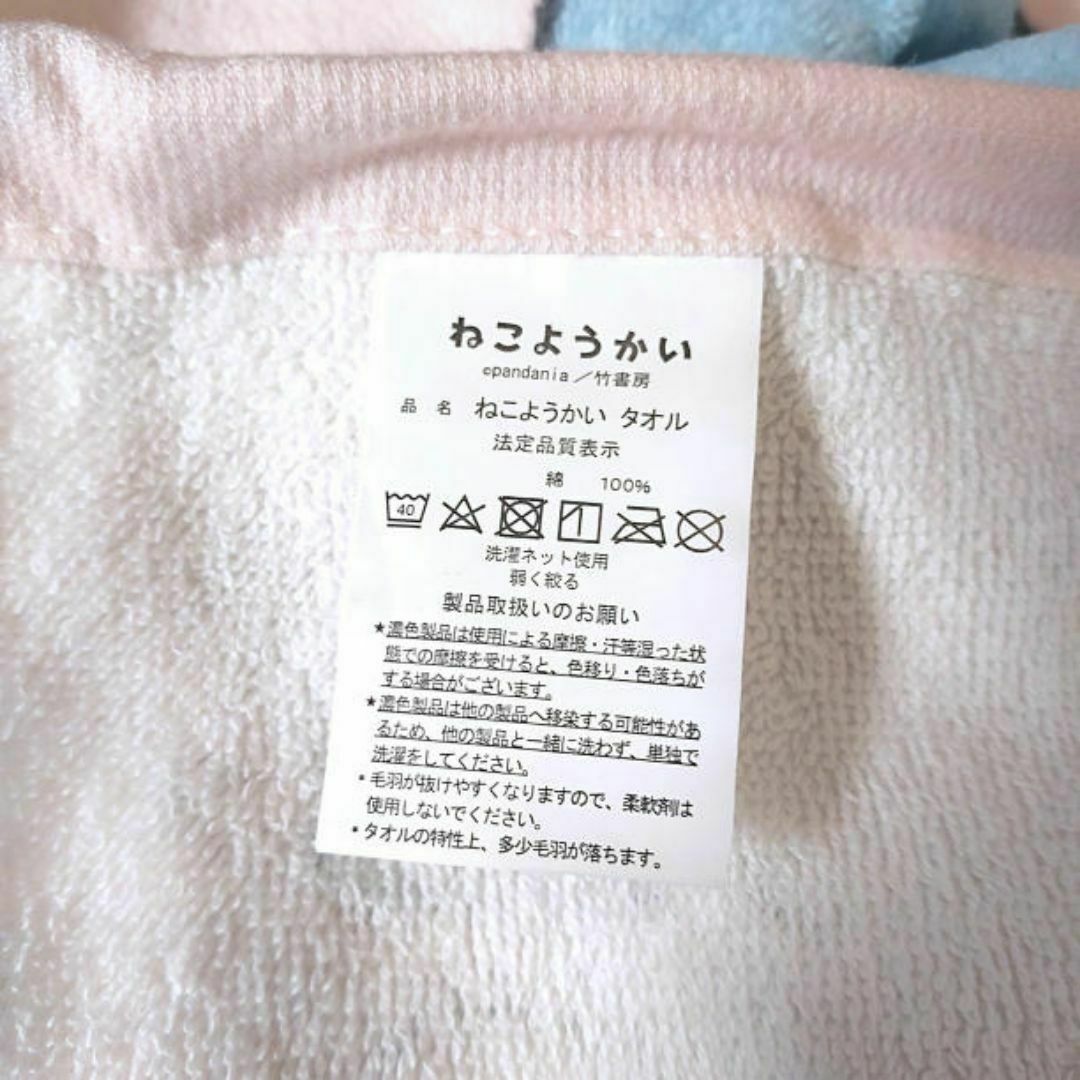 ねこようかい
©pandania／竹書房
品 名 ねこようかい タオル
法定品質表示
綿 100%
40
洗濯ネット使用
弱く絞る
製品取扱いのお願い
★濃色製品は使用による摩擦・汗等湿った状
態での摩擦を受けると、色移り・色落ちが
する場合がございます。
★濃色製品は他の製品へ移染する可能性があ
るため、他の製品と一緒に洗わず、単独で
洗濯をしてください。
・毛羽が抜けやすくなりますので、柔軟剤は
使用しないでください。
・タオルの特性上、多少毛羽が落ちます。